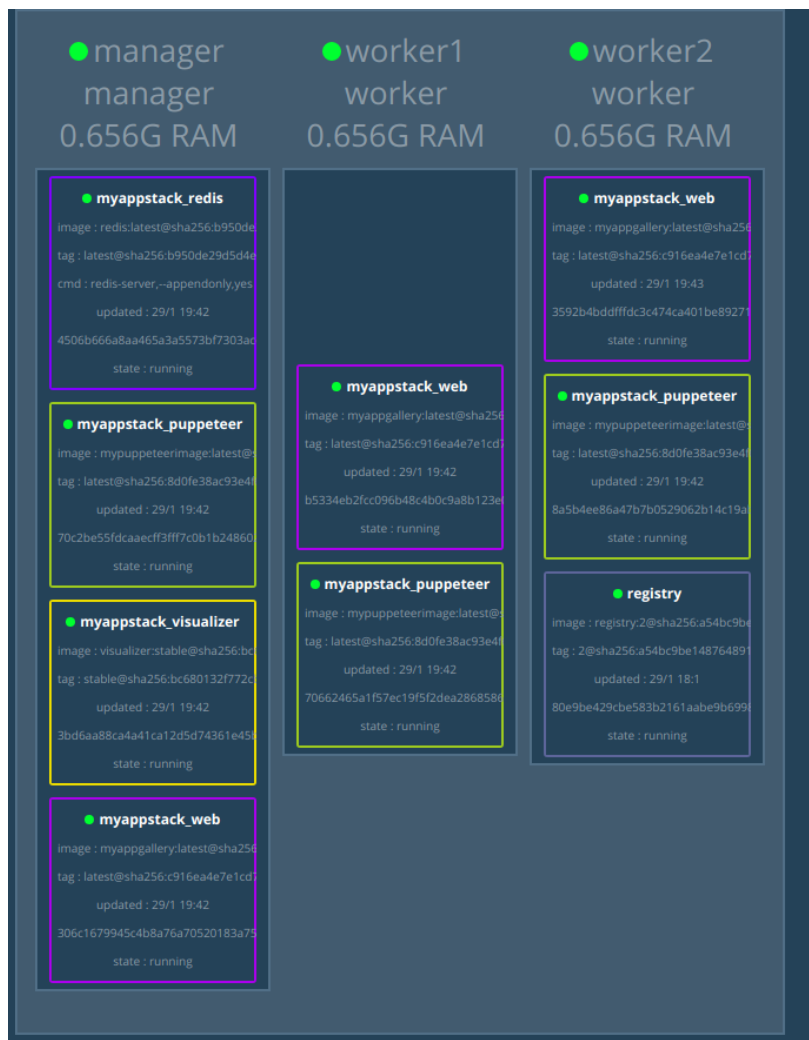 manager
manager
0.656G RAM
myappstack_redis
image : redis:latest@sha256:b950de
tag : latest@sha256:b950de29d5d4e
cmd : redis-server,--appendonly,yes
updated : 29/1 19:42
4506b666a8aa465a3a5573bf7303ac
state : running
myappstack_puppeteer
image : mypuppeteerimage:latest@s
tag : latest@sha256:8d0fe38ac93e4f
updated : 29/1 19:42
70c2be55fdcaaecff3fff7c0b1b24860
state : running
myappstack_visualizer
image : visualizer:stable@sha256:bc
tag : stable@sha256:bc680132f772c
updated : 29/1 19:42
3bd6aa88ca4a41ca12d5d74361e45
state : running
myappstack_web
image : myappgallery:latest@sha256
tag : latest@sha256:c916ea4e7e1cd7
updated : 29/1 19:42
306c1679945c4b8a76a70520183a75
state : running
worker1
worker
0.656G RAM
myappstack_web
image : myappgallery:latest@sha256
tag : latest@sha256:c916ea4e7e1cd7
updated : 29/1 19:42
b5334eb2fcc096b48c4b0c9a8b123e
state : running
myappstack_puppeteer
image : mypuppeteerimage:latest@s
tag : latest@sha256:8d0fe38ac93e4f
updated : 29/1 19:42
70662465a1f57ec19f5f2dea2868586
state : running
worker2
worker
0.656G RAM
myappstack_web
image : myappgallery:latest@sha256
tag : latest@sha256:c916ea4e7e1cd7
updated : 29/1 19:43
3592b4bddfffdc3c474ca401be89271
state : running
myappstack_puppeteer
image : mypuppeteerimage:latest@s
tag : latest@sha256:8d0fe38ac93e4f
updated : 29/1 19:42
8a5b4ee86a47b7b0529062b14c19a
state : running
registry
image : registry:2@sha256:a54bc9be
tag : 2@sha256:a54bc9be148764891
updated : 29/1 18:1
80e9be429cbe583b2161aabe9b699
state : running